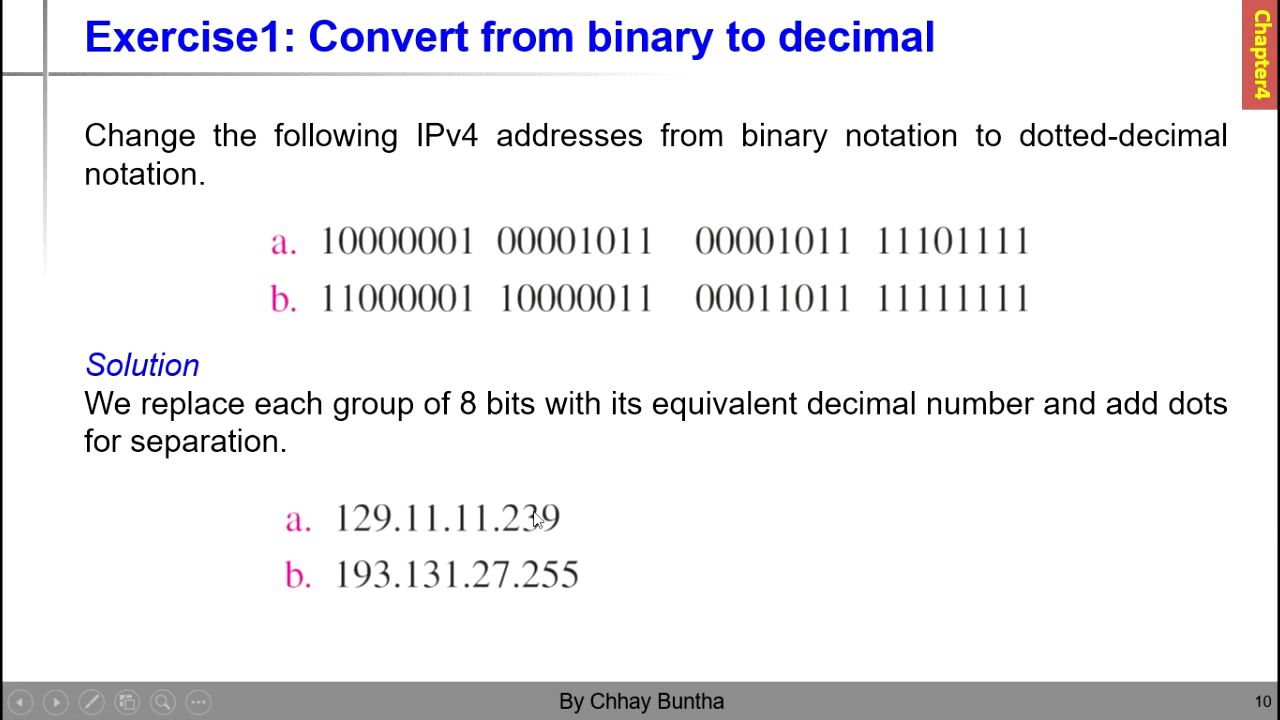 Exercise1: Convert from binary to decimal
Chapter4
Change the following IPv4 addresses from binary notation to dotted-decimal
notation.
a. 10000001 00001011 00001011 11101111
b. 11000001 10000011 00011011 11111111
Solution
We replace each group of 8 bits with its equivalent decimal number and add dots
for separation.
a. 129.11.11.239
b. 193.131.27.255
By Chhay Buntha
10